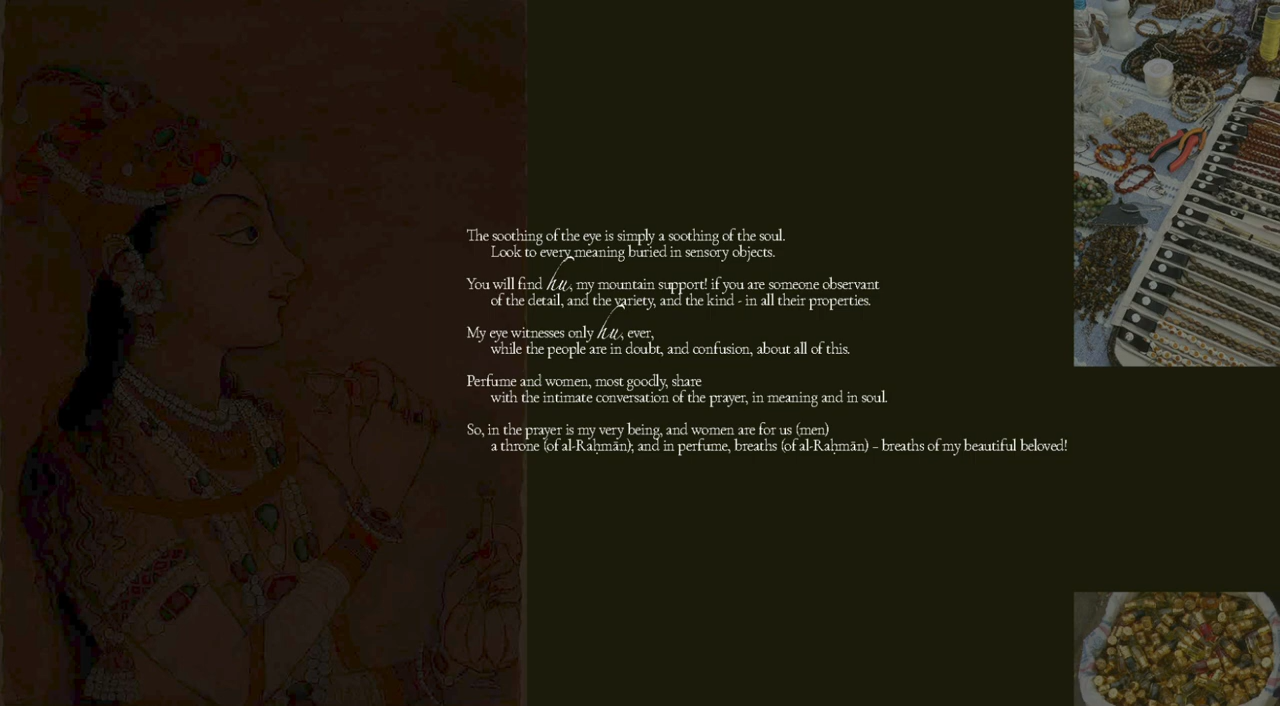 The soothing of the eye is simply a soothing of the soul.
Look to every meaning buried in sensory objects.
You will find hu, my mountain support! if you are someone observant
of the detail, and the variety, and the kind - in all their properties.
My eye witnesses only hu, ever,
while the people are in doubt, and confusion, about all of this.
Perfume and women, most goodly, share
with the intimate conversation of the prayer, in meaning and in soul.
So, in the prayer is my very being, and women are for us (men)
a throne (of al-Raḥmān); and in perfume, breaths (of al-Raḥmān) – breaths of my beautiful beloved!